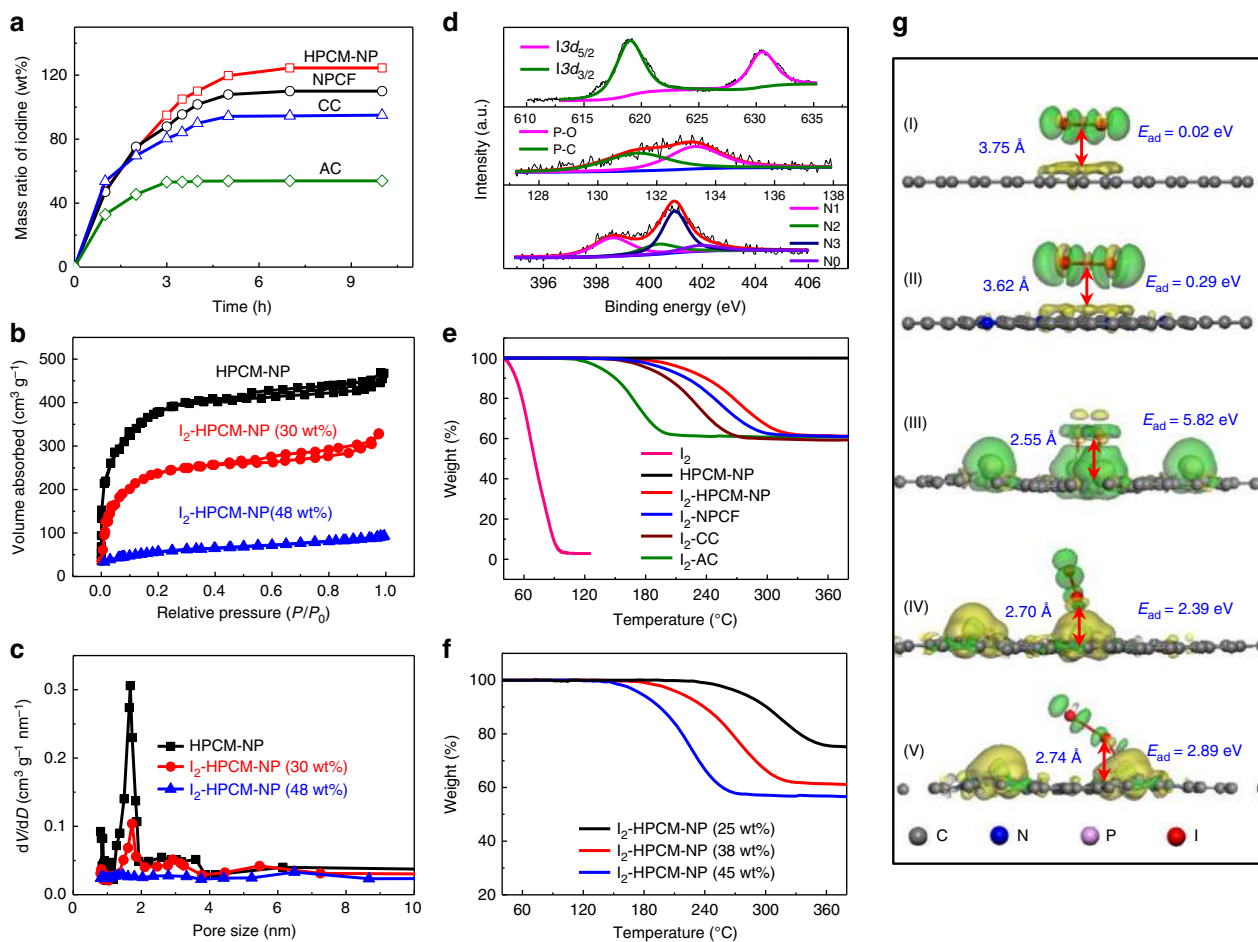 a
Mass ratio of iodine (wt%)
120
80
40
0
HPCM-NP
NPCF
CC
AC
0 3 6 9
Time (h)
b
Volume absorbed (cm³ g⁻¹)
500
400
300
200
100
0
HPCM-NP
I₂-HPCM-NP (30 wt%)
I₂-HPCM-NP(48 wt%)
0.0 0.2 0.4 0.6 0.8 1.0
Relative pressure (P/P₀)
c
dV/dD (cm³ g⁻¹ nm⁻¹)
0.3
0.2
0.1
0.0
HPCM-NP
I₂-HPCM-NP (30 wt%)
I₂-HPCM-NP (48 wt%)
0 2 4 6 8 10
Pore size (nm)
d
Intensity (a.u.)
I3d₅/₂
I3d₃/₂
610 615 620 625 630 635
P-O
P-C
128 130 131 132 134 136 138
N1
N2
N3
N0
396 398 400 402 404 406
Binding energy (eV)
e
Weight (%)
100
80
60
40
20
0
I₂
HPCM-NP
I₂-HPCM-NP
I₂-NPCF
I₂-CC
I₂-AC
60 120 180 240 300 360
Temperature (°C)
f
Weight (%)
100
80
60
40
20
I₂-HPCM-NP (25 wt%)
I₂-HPCM-NP (38 wt%)
I₂-HPCM-NP (45 wt%)
60 120 180 240 300 360
Temperature (°C)
g
(I)
3.75 Å
Ead = 0.02 eV
(II)
3.62 Å
Ead = 0.29 eV
(III)
2.55 Å
Ead = 5.82 eV
(IV)
2.70 Å
Ead = 2.39 eV
(V)
2.74 Å
Ead = 2.89 eV
C N P I